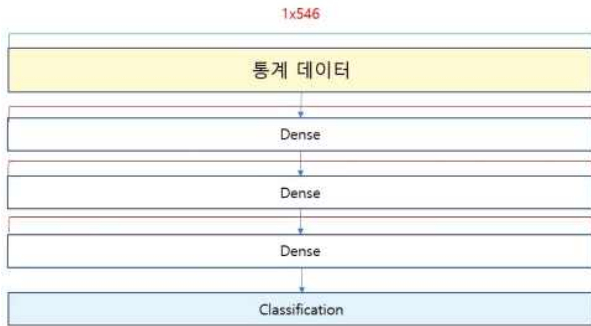 1x546
통계 데이터
Dense
Dense
Dense
Classification